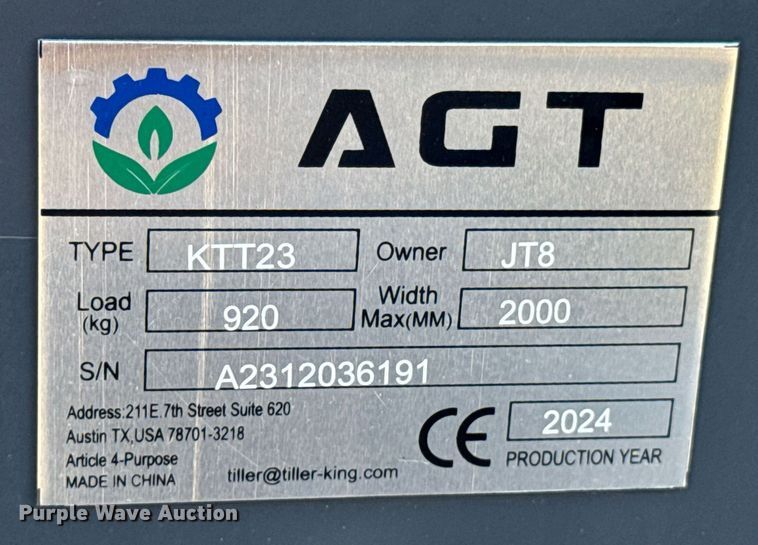 AGT
TYPE KTT23 Owner JT8
Load (kg) 920 Width Max(MM) 2000
S/N A2312036191
Address:211E.7th Street Suite 620
Austin TX,USA 78701-3218
Article 4-Purpose
MADE IN CHINA
tiller@tiller-king.com
CE 2024
PRODUCTION YEAR
Purple Wave Auction